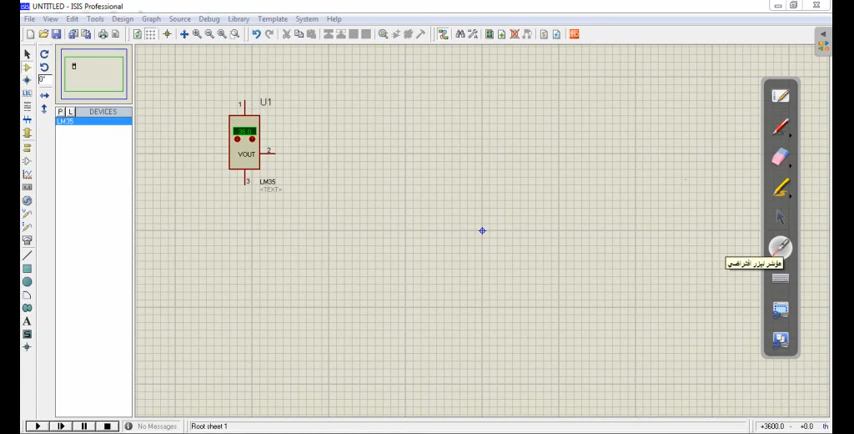 UNTITLED - ISIS Professional
File View Edit Tools Design Graph Source Debug Library Template System Help
P L DEVICES
LM35
1 U1
VOUT 2
3 LM35
<TEXT>
مؤشر ليزر افتراضي
A
No Messages Root sheet 1 +3600.0 +0.0 th